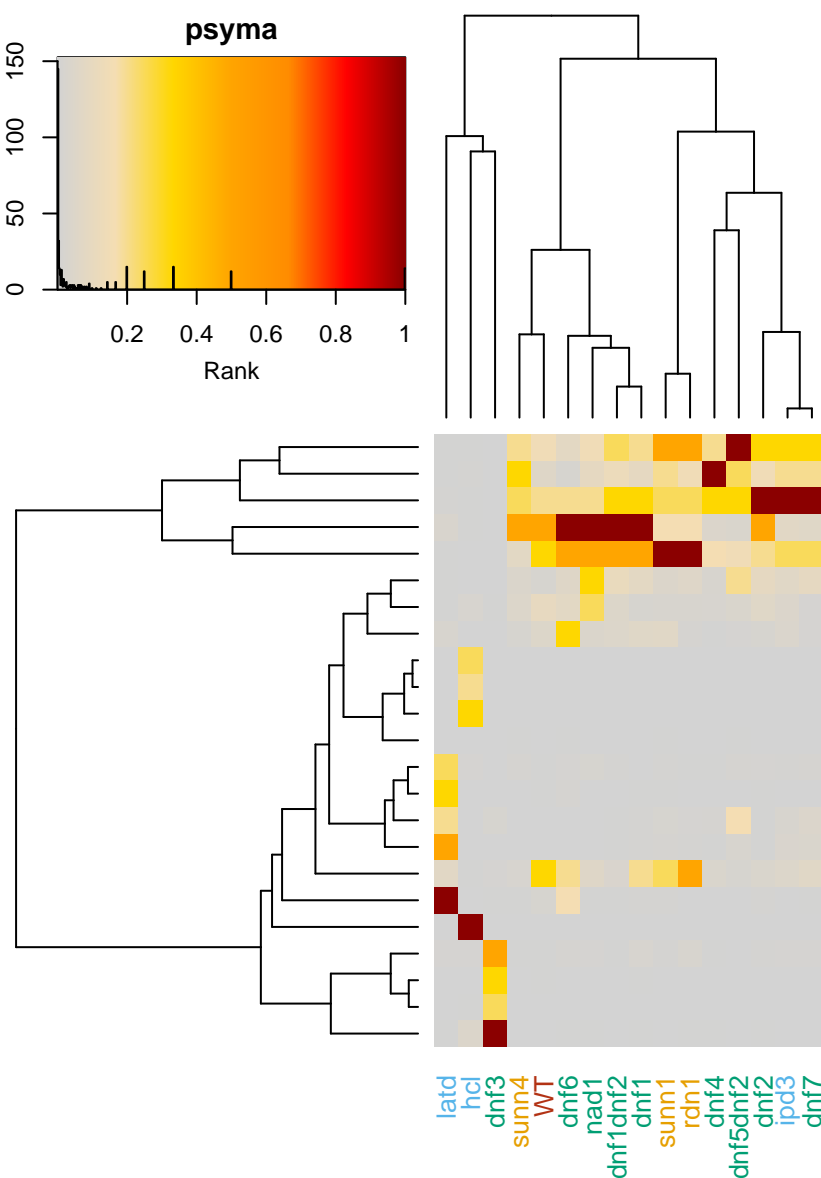 psyma
150
100
50
0
0.2 0.4 0.6 0.8 1
Rank
latd
hcl
dnf3
sunn4
WT
dnf6
nad1
dnf1dnf2
dnf1
sunn1
rdn1
dnf4
dnf5dnf2
dnf2
ipd3
dnf7